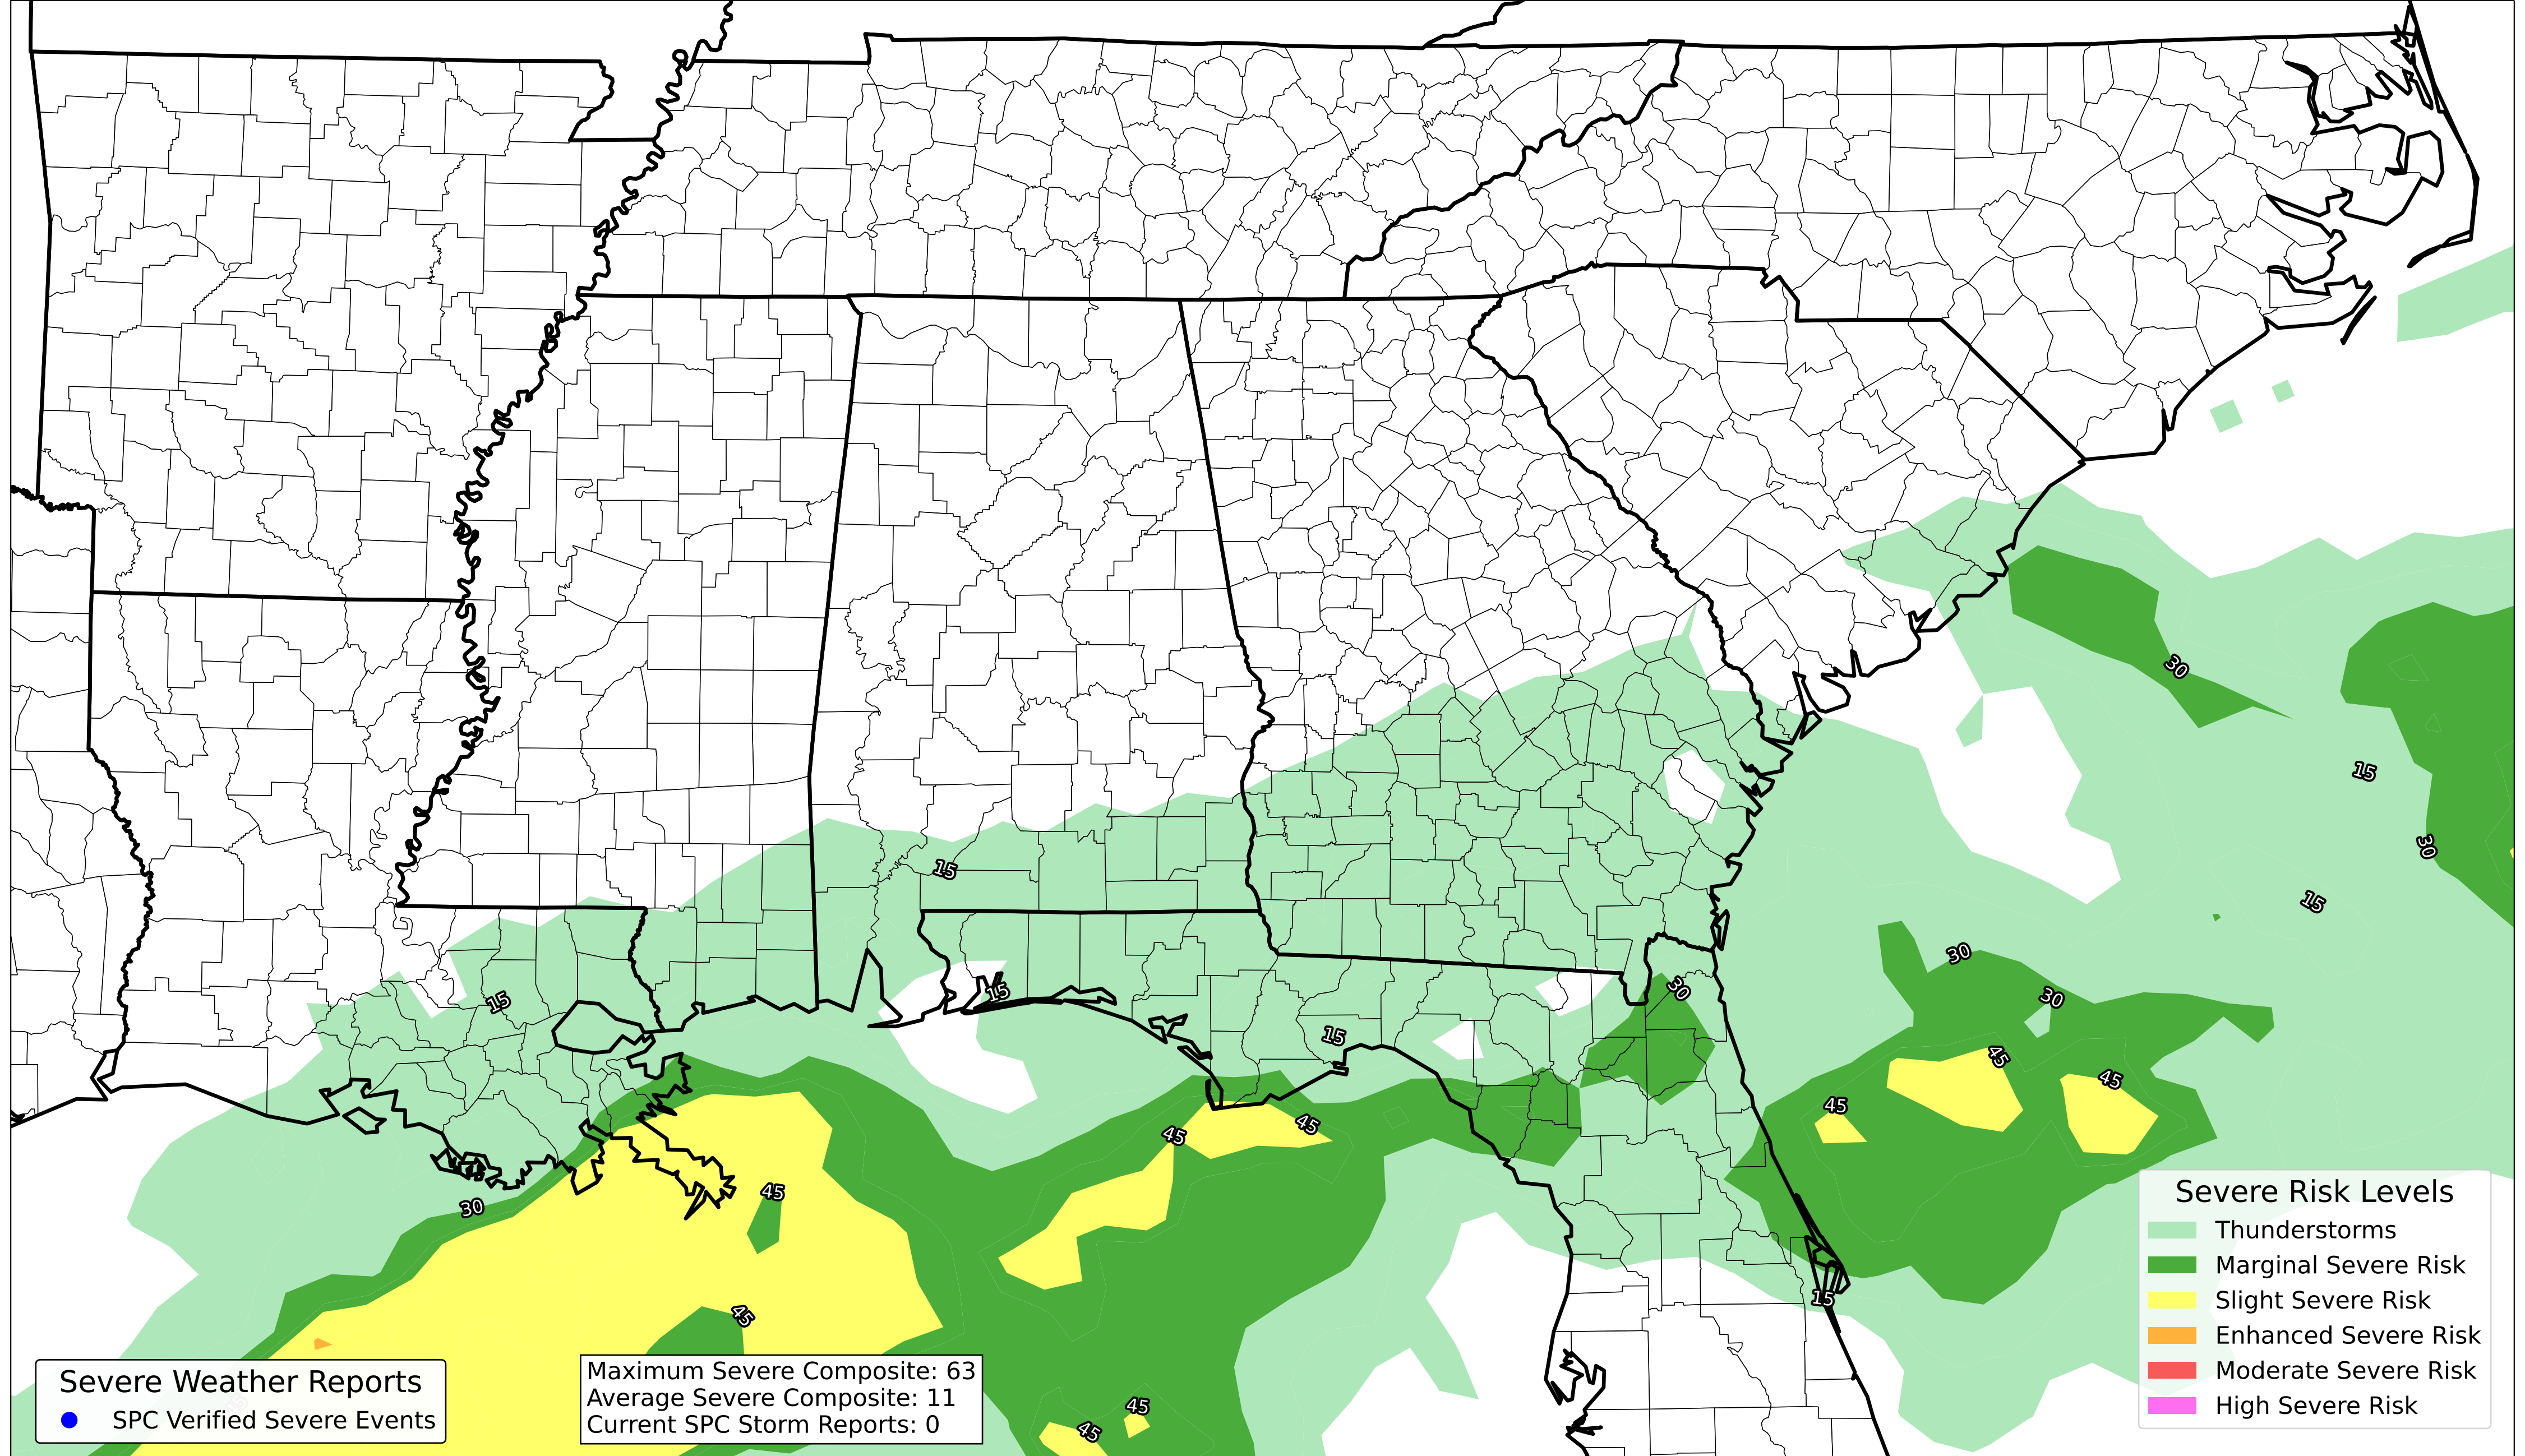 30
15
30
15
15
30
30
15
30
15
45
45
45
45
45
45
30
15
45
45
45
Severe Risk Levels
Thunderstorms
Marginal Severe Risk
Slight Severe Risk
Enhanced Severe Risk
Moderate Severe Risk
High Severe Risk
Severe Weather Reports
SPC Verified Severe Events
Maximum Severe Composite: 63
Average Severe Composite: 11
Current SPC Storm Reports: 0